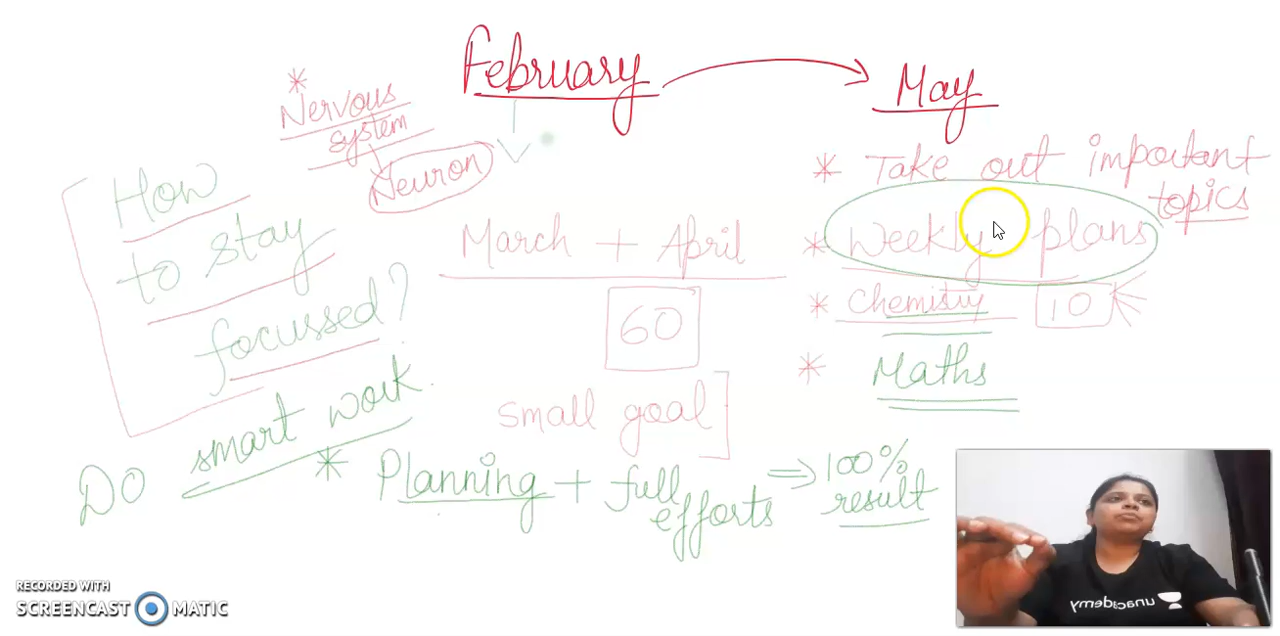 February
May
*
Nervous
system
Neuron
How
to stay
focussed?
March + April
60
small goal
* Take out important
topics
* Weekly plans
* Chemistry 10
* Maths
Do smart work
* Planning + full
efforts
⇒ 100%
result
unacademy
RECORDED WITH
SCREENCAST MATIC